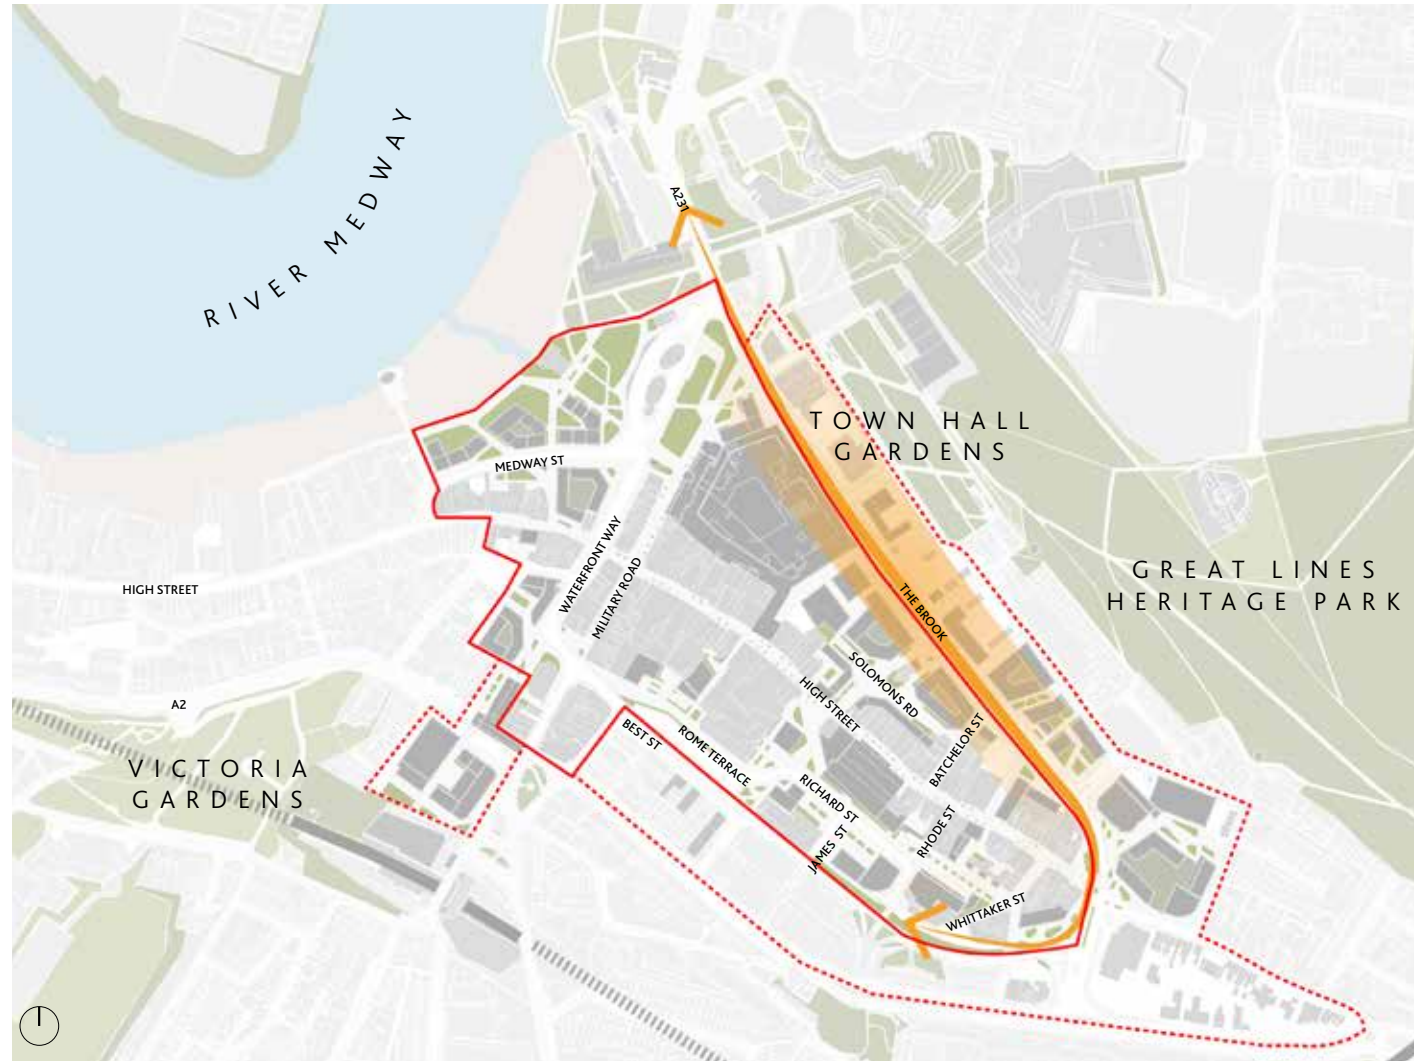 RIVER MEDWAY
A231
TOWN HALL
GARDENS
MEDWAY ST
WATERFRONT WAY
MILITARY ROAD
HIGH STREET
THE BROOK
GREAT LINES
HERITAGE PARK
SOLOMONS RD
HIGH STREET
BATCHELOR ST
A2
BEST ST
ROME TERRACE
RICHARD ST
JAMES ST
RHODE ST
VICTORIA
GARDENS
WHITTAKER ST